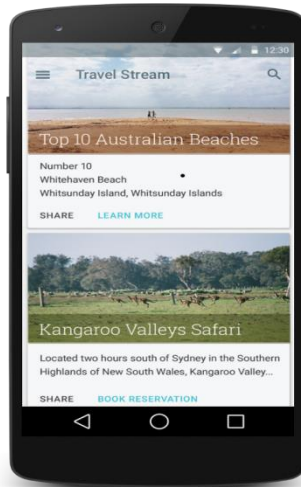 12:30
Travel Stream
Top 10 Australian Beaches
Number 10
Whitehaven Beach
Whitsunday Island, Whitsunday Islands
SHARE LEARN MORE
Kangaroo Valleys Safari
Located two hours south of Sydney in the Southern
Highlands of New South Wales, Kangaroo Valley...
SHARE BOOK RESERVATION